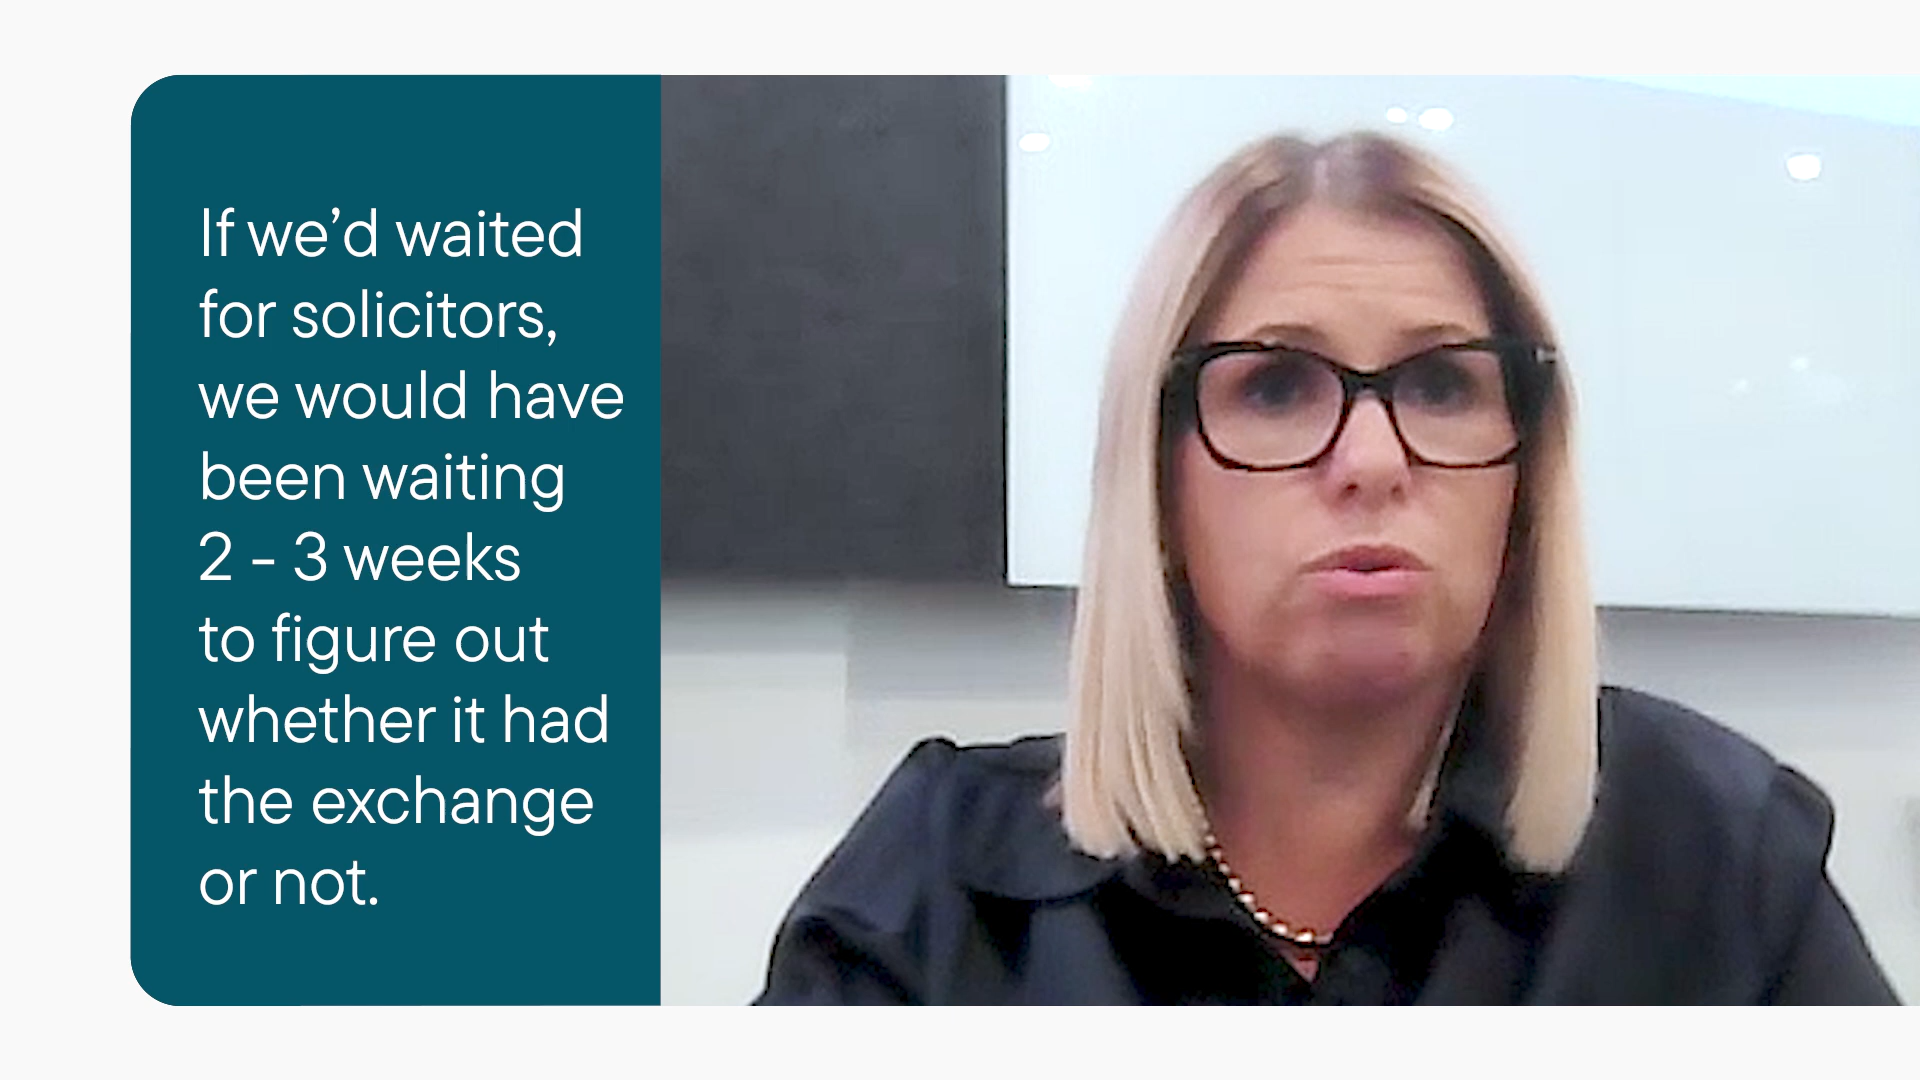 If we’d waited
for solicitors,
we would have
been waiting
2 - 3 weeks
to figure out
whether it had
the exchange
or not.